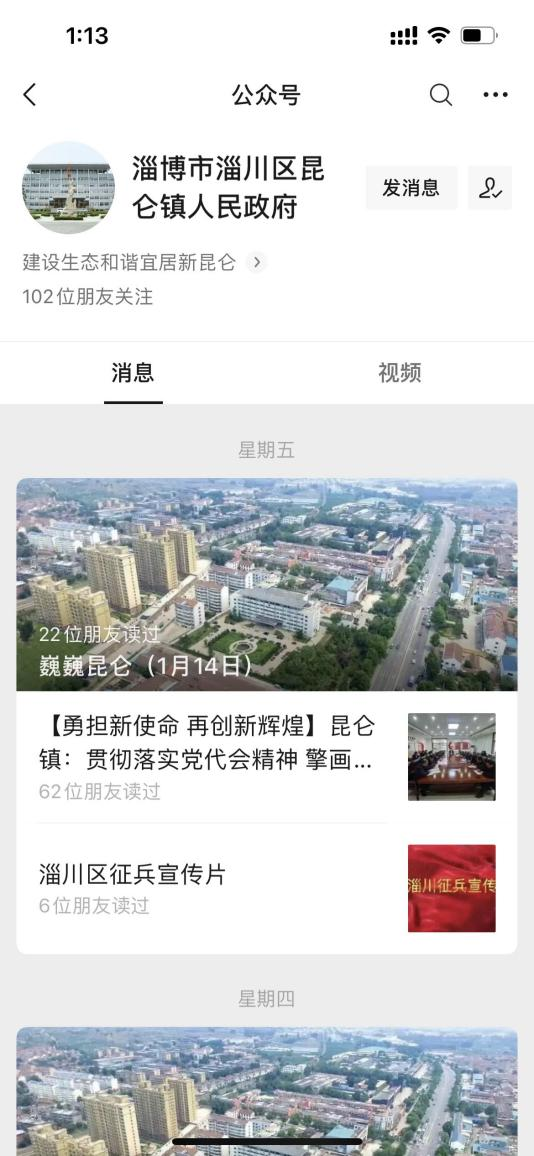 1:13
公众号
淄博市淄川区昆
仑镇人民政府
发消息
建设生态和谐宜居新昆仑
102位朋友关注
消息
视频
星期五
22位朋友读过
巍巍昆仑（1月14日）
【勇担新使命 再创新辉煌】昆仑
镇：贯彻落实党代会精神 擎画...
62位朋友读过
淄川区征兵宣传片
6位朋友读过
淄川征兵宣传
星期四